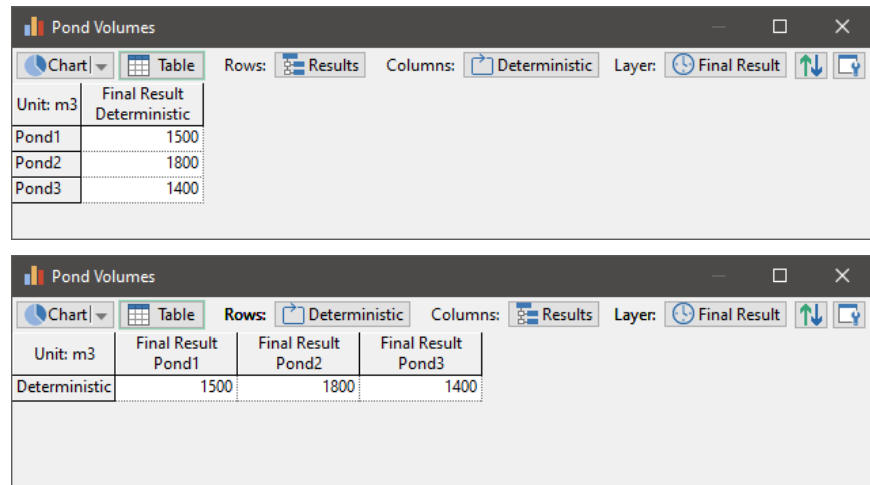 Pond Volumes
Chart Table Rows: Results Columns: Deterministic Layer: Final Result
Unit: m3 Final Result Deterministic
Pond1 1500
Pond2 1800
Pond3 1400
Pond Volumes
Chart Table Rows: Deterministic Columns: Results Layer: Final Result
Unit: m3 Final Result Pond1 Final Result Pond2 Final Result Pond3
Deterministic 1500 1800 1400